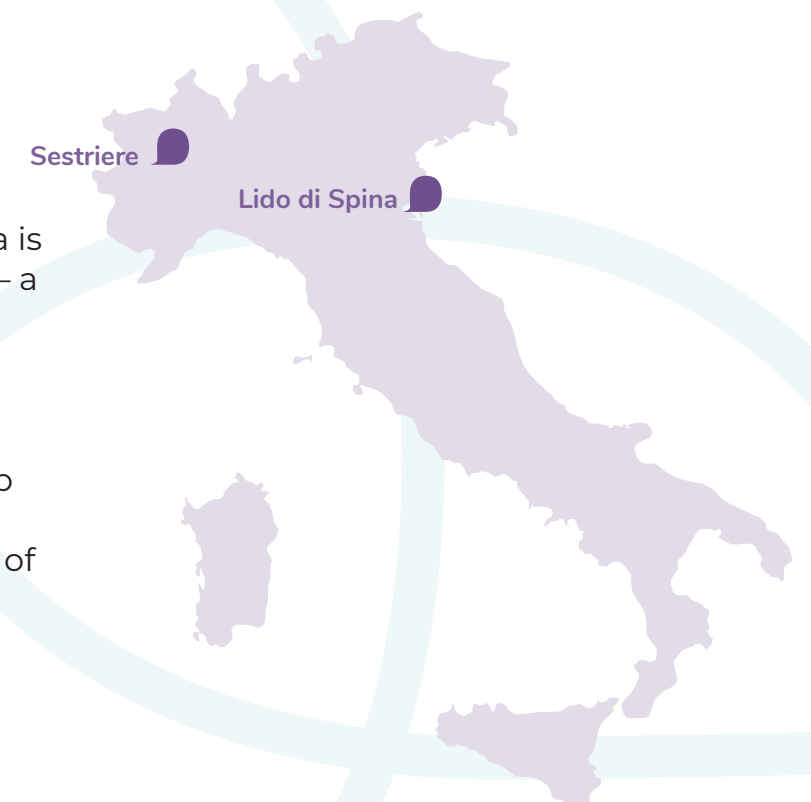 Sestriere
Lido di Spina
a is
– a
o
of